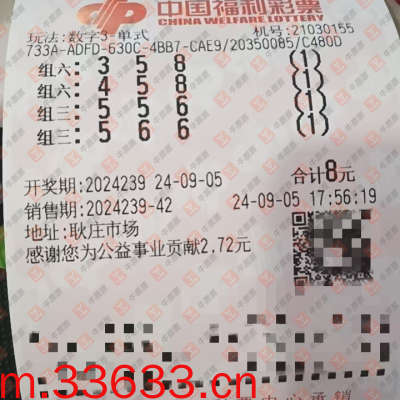 中国福利彩票
CHINA WELFARE LOTTERY
玩法:数字3-单式 机号:21030155
733A-ADFD-630C-4BB7-CAE9/20350085/C480D
组六: 3 5 8 (1)
组六: 4 5 8 (1)
组三: 5 5 6 (1)
组三: 5 6 6 (1)
合计8元
开奖期:2024239 24-09-05
销售期:2024239-42 24-09-05 17:56:19
地址:耿庄市场
感谢您为公益事业贡献2.72元
m.33633.cn
中心承销